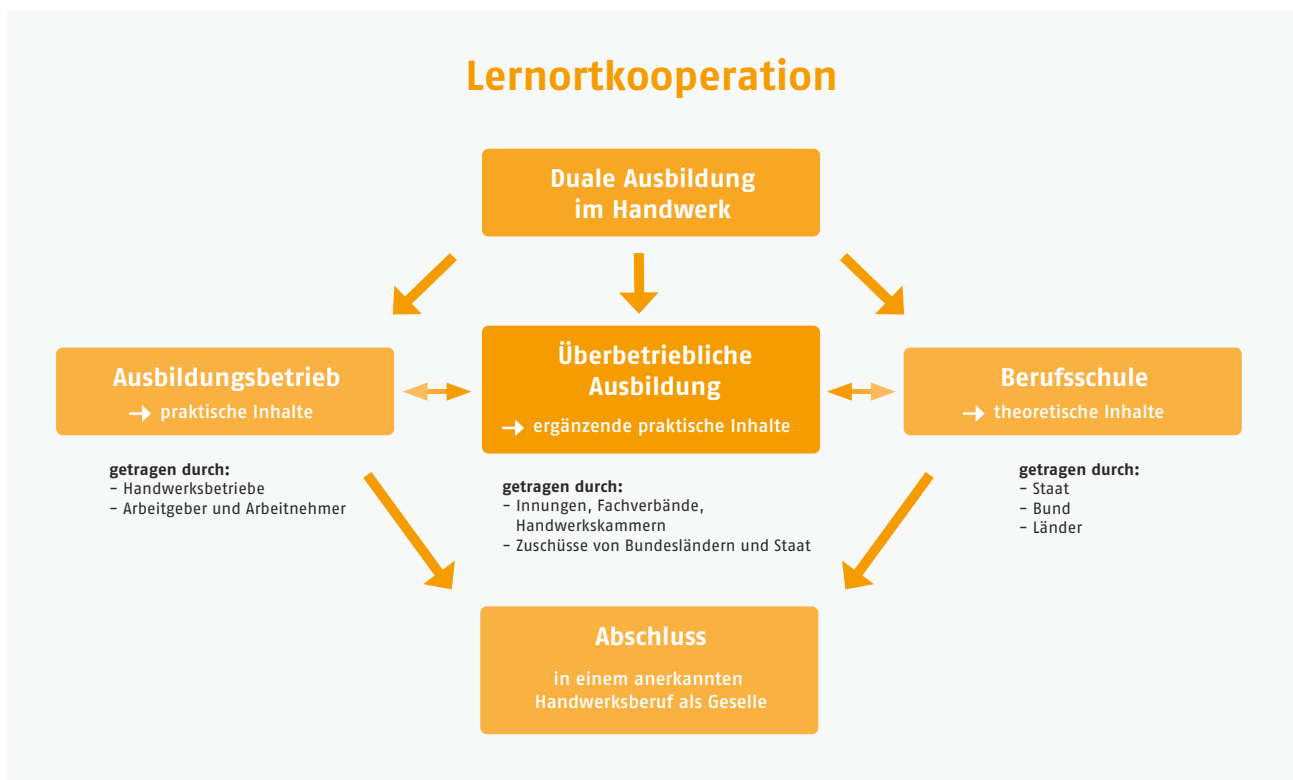 Lernortkooperation
Duale Ausbildung
im Handwerk
Ausbildungsbetrieb
→ praktische Inhalte
Überbetriebliche
Ausbildung
→ ergänzende praktische Inhalte
Berufsschule
→ theoretische Inhalte
getragen durch:
– Handwerksbetriebe
– Arbeitgeber und Arbeitnehmer
getragen durch:
– Innungen, Fachverbände,
Handwerkskammern
– Zuschüsse von Bundesländern und Staat
getragen durch:
– Staat
– Bund
– Länder
Abschluss
in einem anerkannten
Handwerksberuf als Geselle